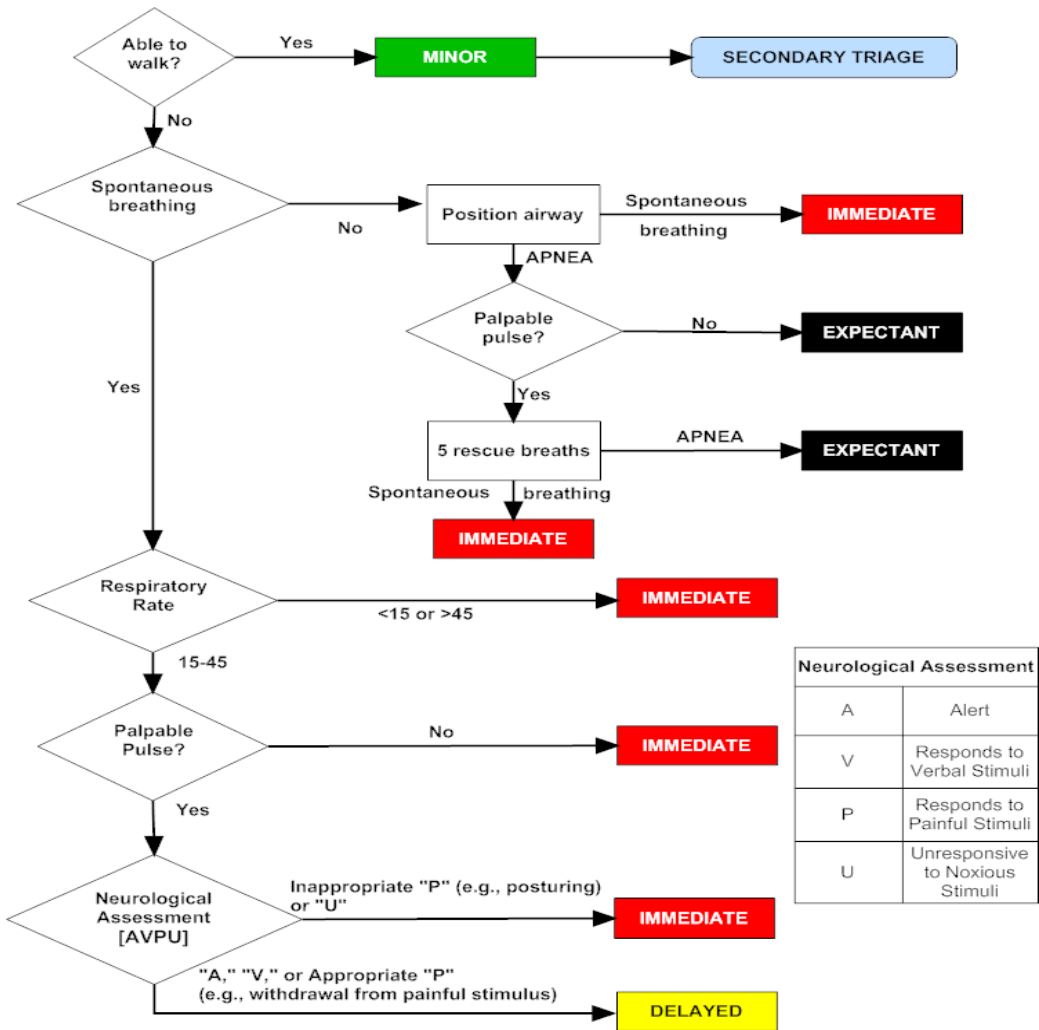 Able to
walk?
Yes
MINOR
SECONDARY TRIAGE
No
Spontaneous
breathing
No
Position airway
Spontaneous
breathing
IMMEDIATE
APNEA
Palpable
pulse?
No
EXPECTANT
Yes
Yes
5 rescue breaths
APNEA
EXPECTANT
Spontaneous breathing
IMMEDIATE
Respiratory
Rate
<15 or >45
IMMEDIATE
15-45
Palpable
Pulse?
No
IMMEDIATE
Yes
Neurological
Assessment
[AVPU]
Inappropriate "P" (e.g., posturing)
or "U"
IMMEDIATE
"A," "V," or Appropriate "P"
(e.g., withdrawal from painful stimulus)
DELAYED
Neurological Assessment
A Alert
V Responds to
Verbal Stimuli
P Responds to
Painful Stimuli
U Unresponsive
to Noxious
Stimuli